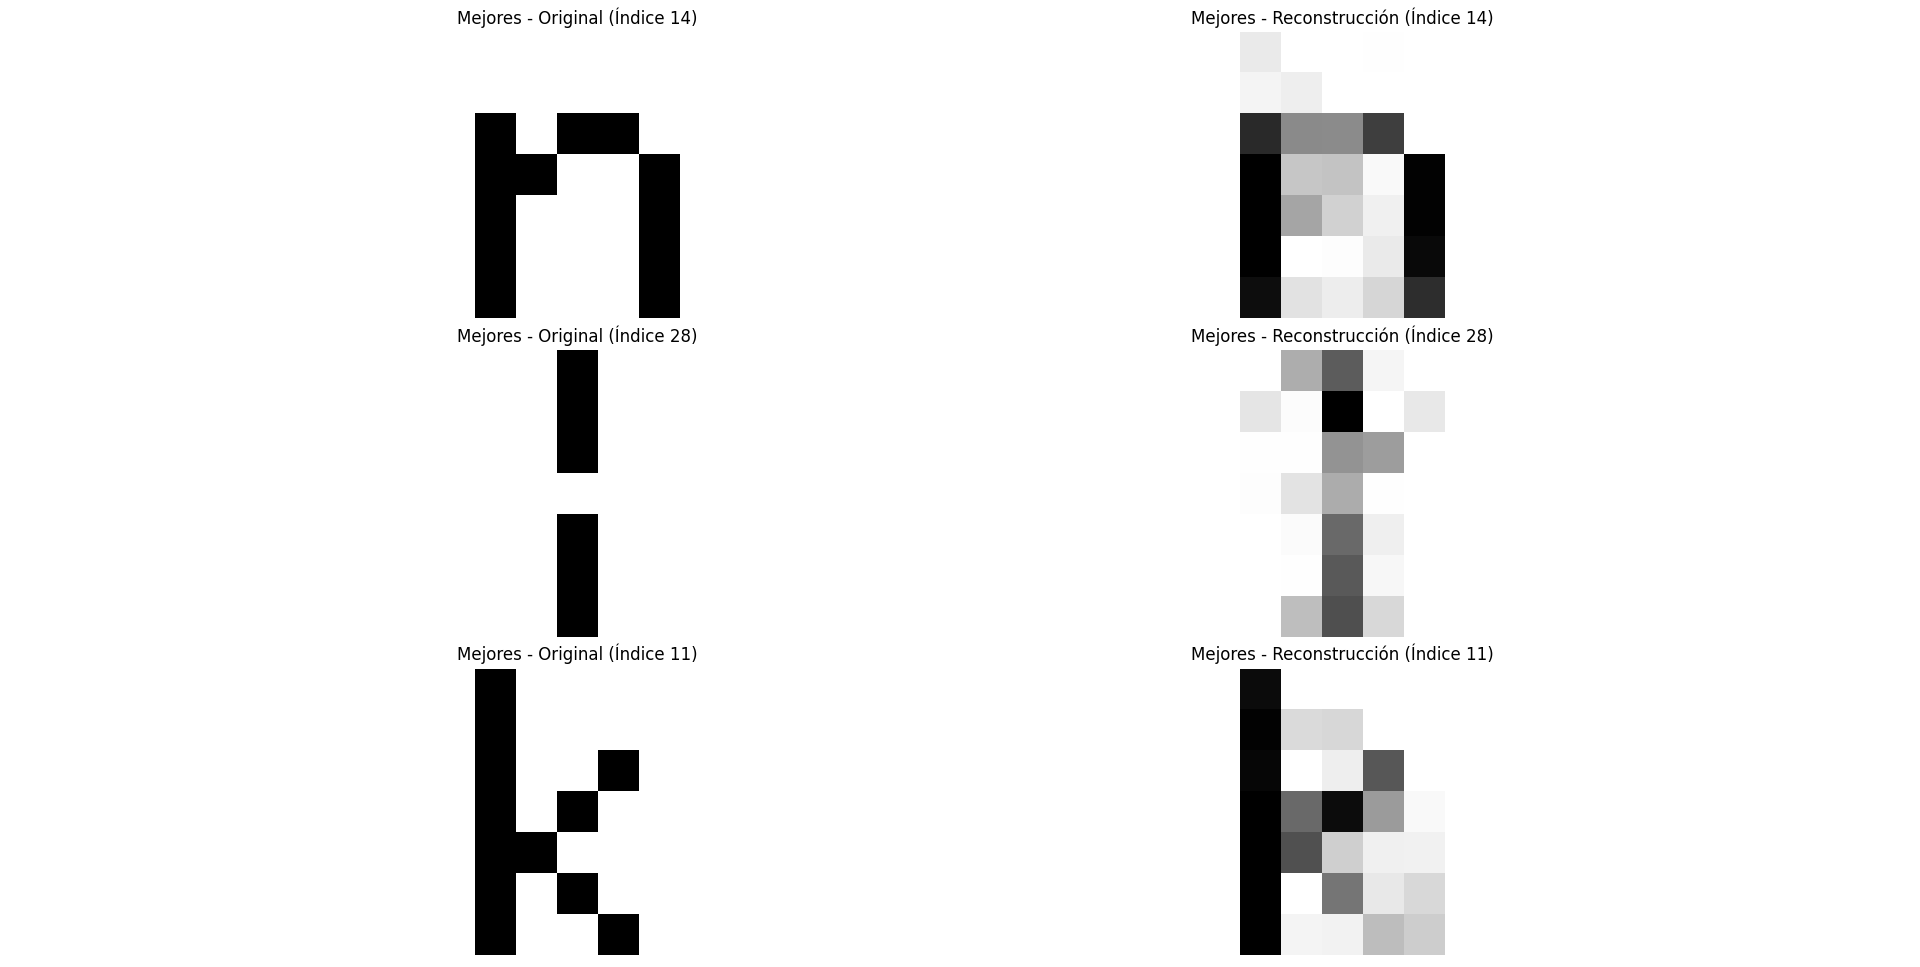 Mejores - Original (Índice 14) Mejores - Reconstrucción (Índice 14)
n
Mejores - Original (Índice 28) Mejores - Reconstrucción (Índice 28)
|
Mejores - Original (Índice 11) Mejores - Reconstrucción (Índice 11)
k